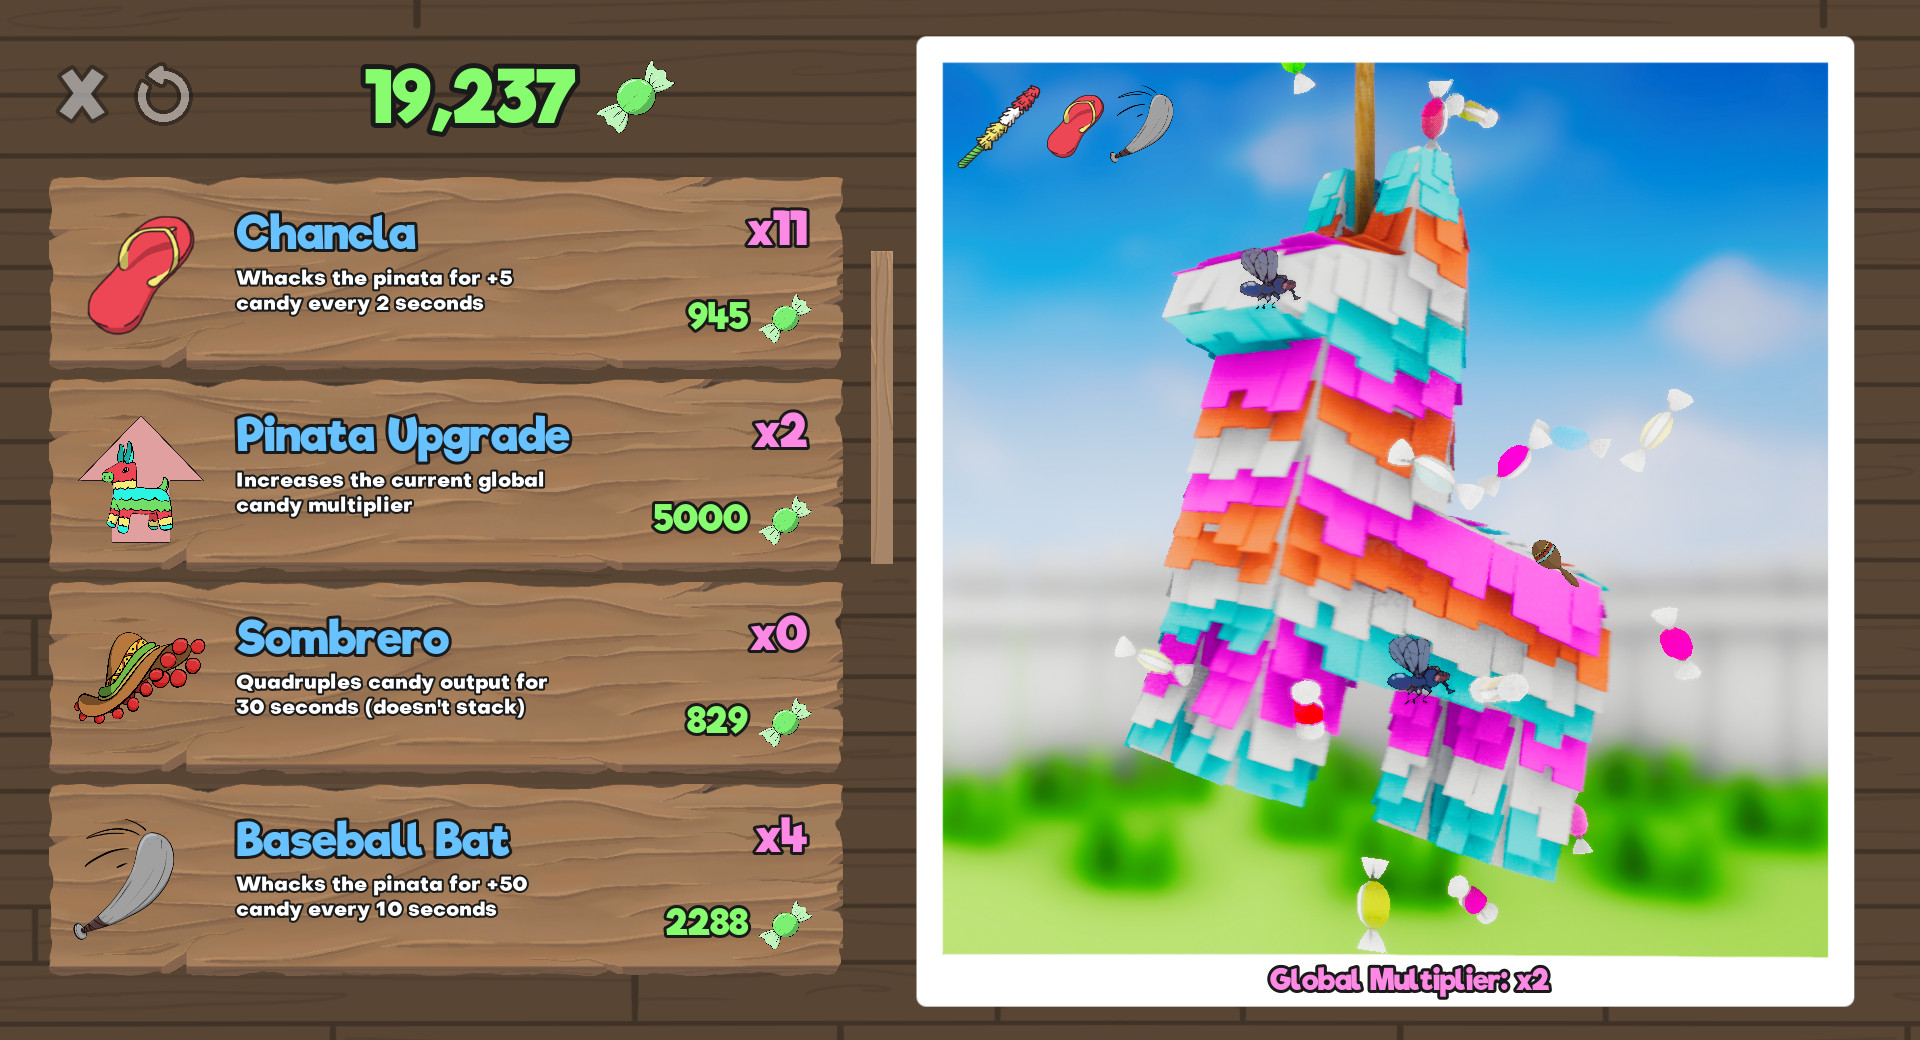 19,237
Chancla
x11
Whacks the pinata for +5
candy every 2 seconds
945
Pinata Upgrade
x2
Increases the current global
candy multiplier
5000
Sombrero
x0
Quadruples candy output for
30 seconds (doesn't stack)
829
Baseball Bat
x4
Whacks the pinata for +50
candy every 10 seconds
2288
Global Multiplier: x2